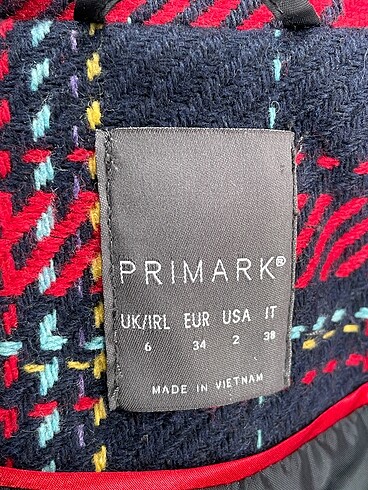 PRIMARK®
UK/IRL EUR USA IT
6 34 2 38
MADE IN VIETNAM